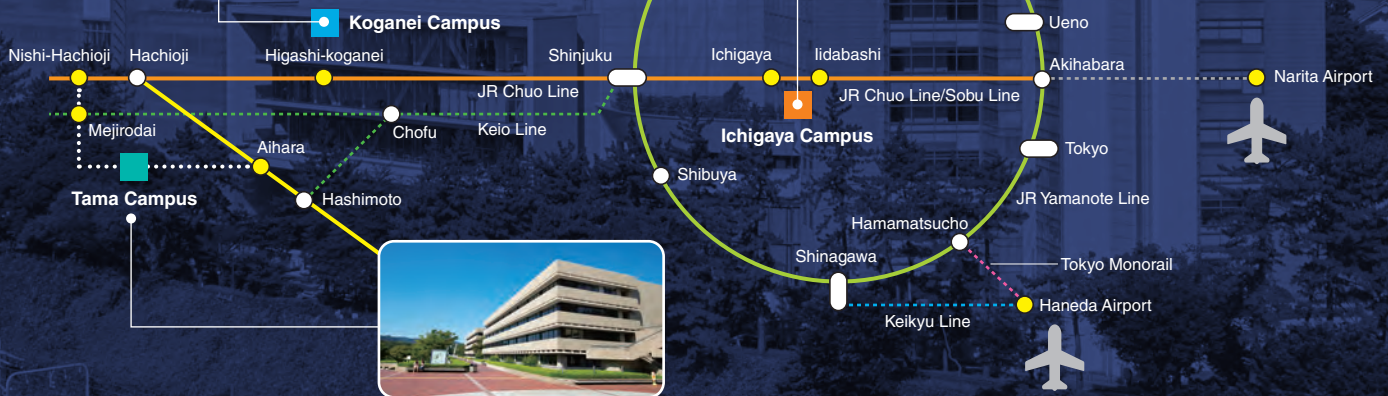 Koganei Campus
Ueno
Nishi-Hachioji
Hachioji
Higashi-koganei
Shinjuku
Ichigaya
Iidabashi
Akihabara
Narita Airport
JR Chuo Line
JR Chuo Line/Sobu Line
Mejirodai
Chofu
Keio Line
Ichigaya Campus
Aihara
Tokyo
Shibuya
Tama Campus
Hashimoto
JR Yamanote Line
Hamamatsucho
Shinagawa
Tokyo Monorail
Haneda Airport
Keikyu Line